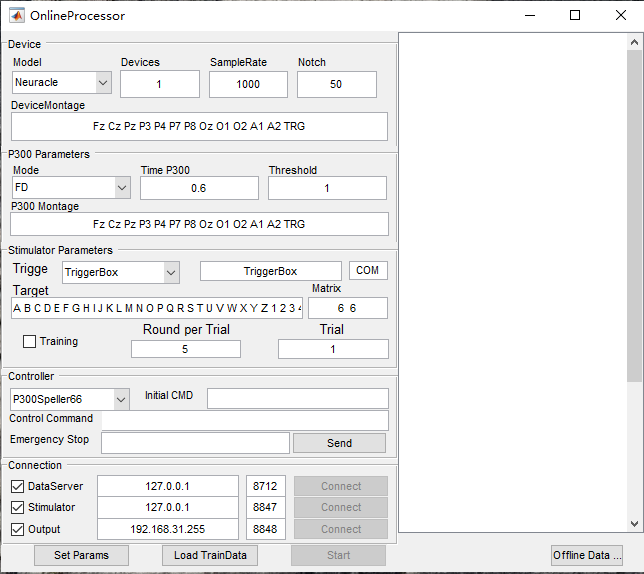 OnlineProcessor
Device
Model Devices SampleRate Notch
Neuracle 1 1000 50
DeviceMontage
Fz Cz Pz P3 P4 P7 P8 Oz O1 O2 A1 A2 TRG
P300 Parameters
Mode Time P300 Threshold
FD 0.6 1
P300 Montage
Fz Cz Pz P3 P4 P7 P8 Oz O1 O2 A1 A2 TRG
Stimulator Parameters
Trigge TriggerBox TriggerBox COM
Target Matrix
A B C D E F G H I J K L M N O P Q R S T U V W X Y Z 1 2 3 4 6 6
Training Round per Trial Trial
5 1
Controller
P300Speller66 Initial CMD
Control Command
Emergency Stop Send
Connection
DataServer 127.0.0.1 8712 Connect
Stimulator 127.0.0.1 8847 Connect
Output 192.168.31.255 8848 Connect
Set Params Load TrainData Start Offline Data ...